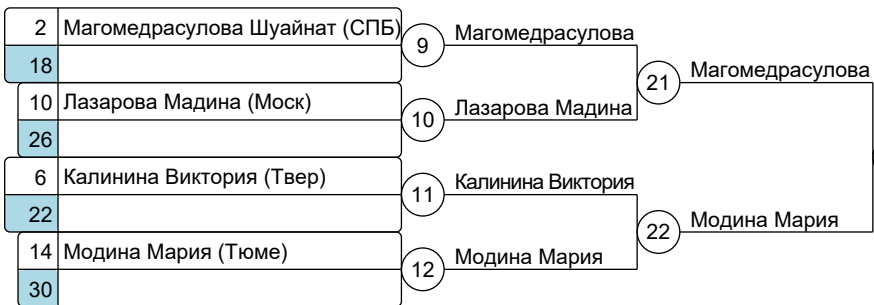 2 Магомедрасулова Шуайнат (СПБ)
18
9
Магомедрасулова
10 Лазарова Мадина (Моск)
26
10
Лазарова Мадина
21
Магомедрасулова
6 Калинина Виктория (Твер)
22
11
Калинина Виктория
14 Модина Мария (Тюме)
30
12
Модина Мария
22
Модина Мария